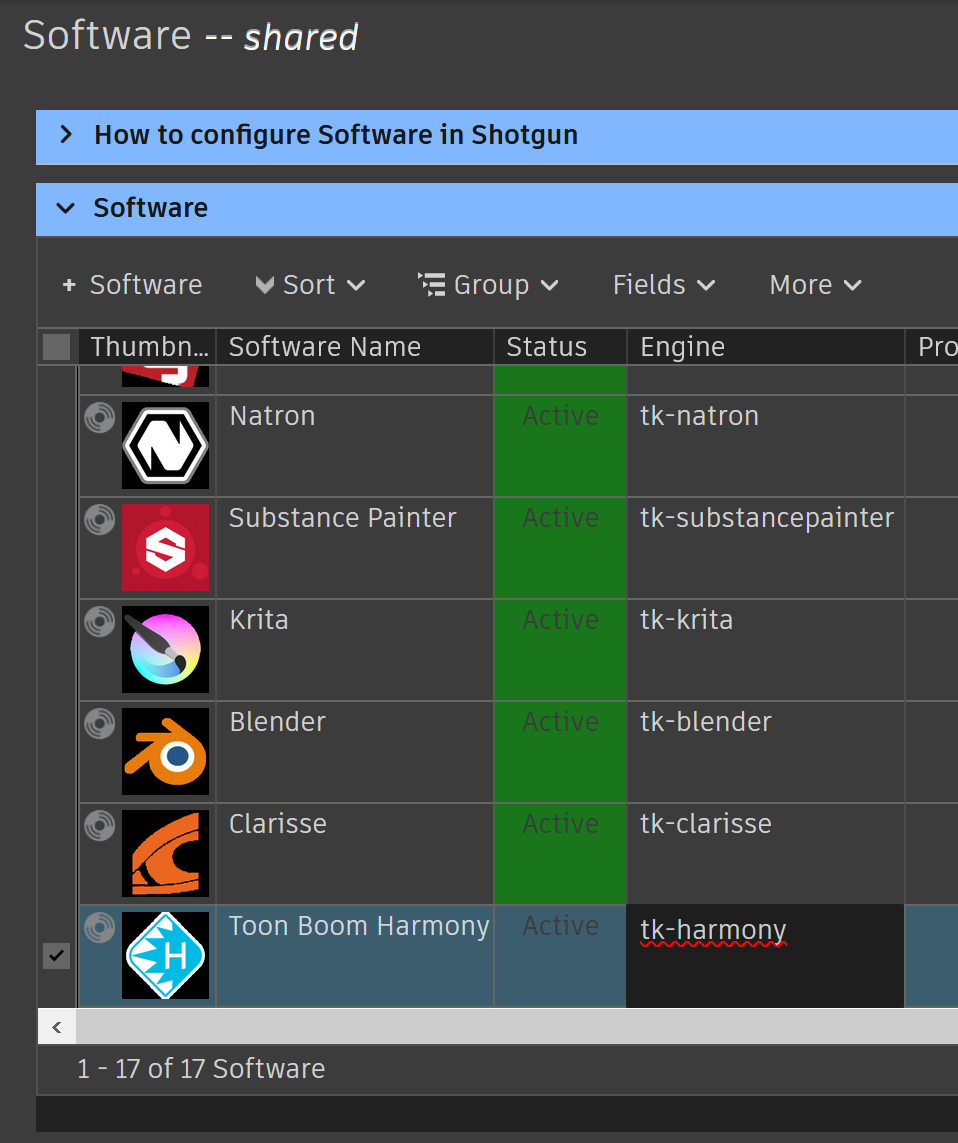 Software -- shared
How to configure Software in Shotgun
Software
+ Software Sort Group Fields More
Thumbn... Software Name Status Engine Pro
Natron Active tk-natron
Substance Painter Active tk-substancepainter
Krita Active tk-krita
Blender Active tk-blender
Clarisse Active tk-clarisse
Toon Boom Harmony Active tk-harmony
H
1 - 17 of 17 Software